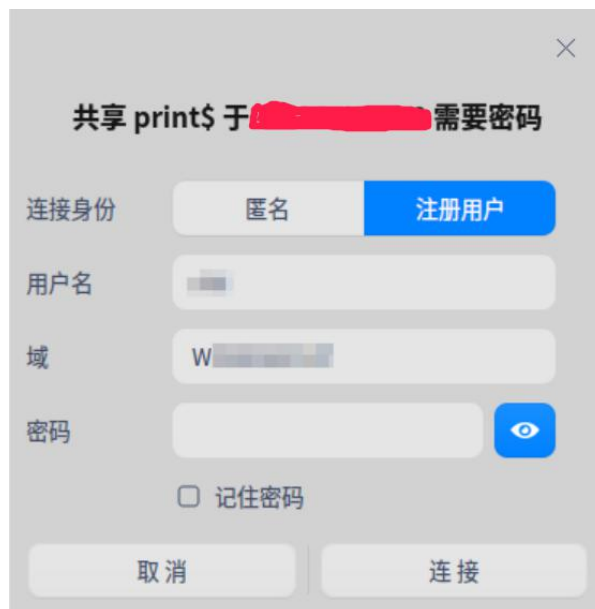 共享 print$ 于 需要密码
连接身份 匿名 注册用户
用户名
域 W
密码
记住密码
取消 连接